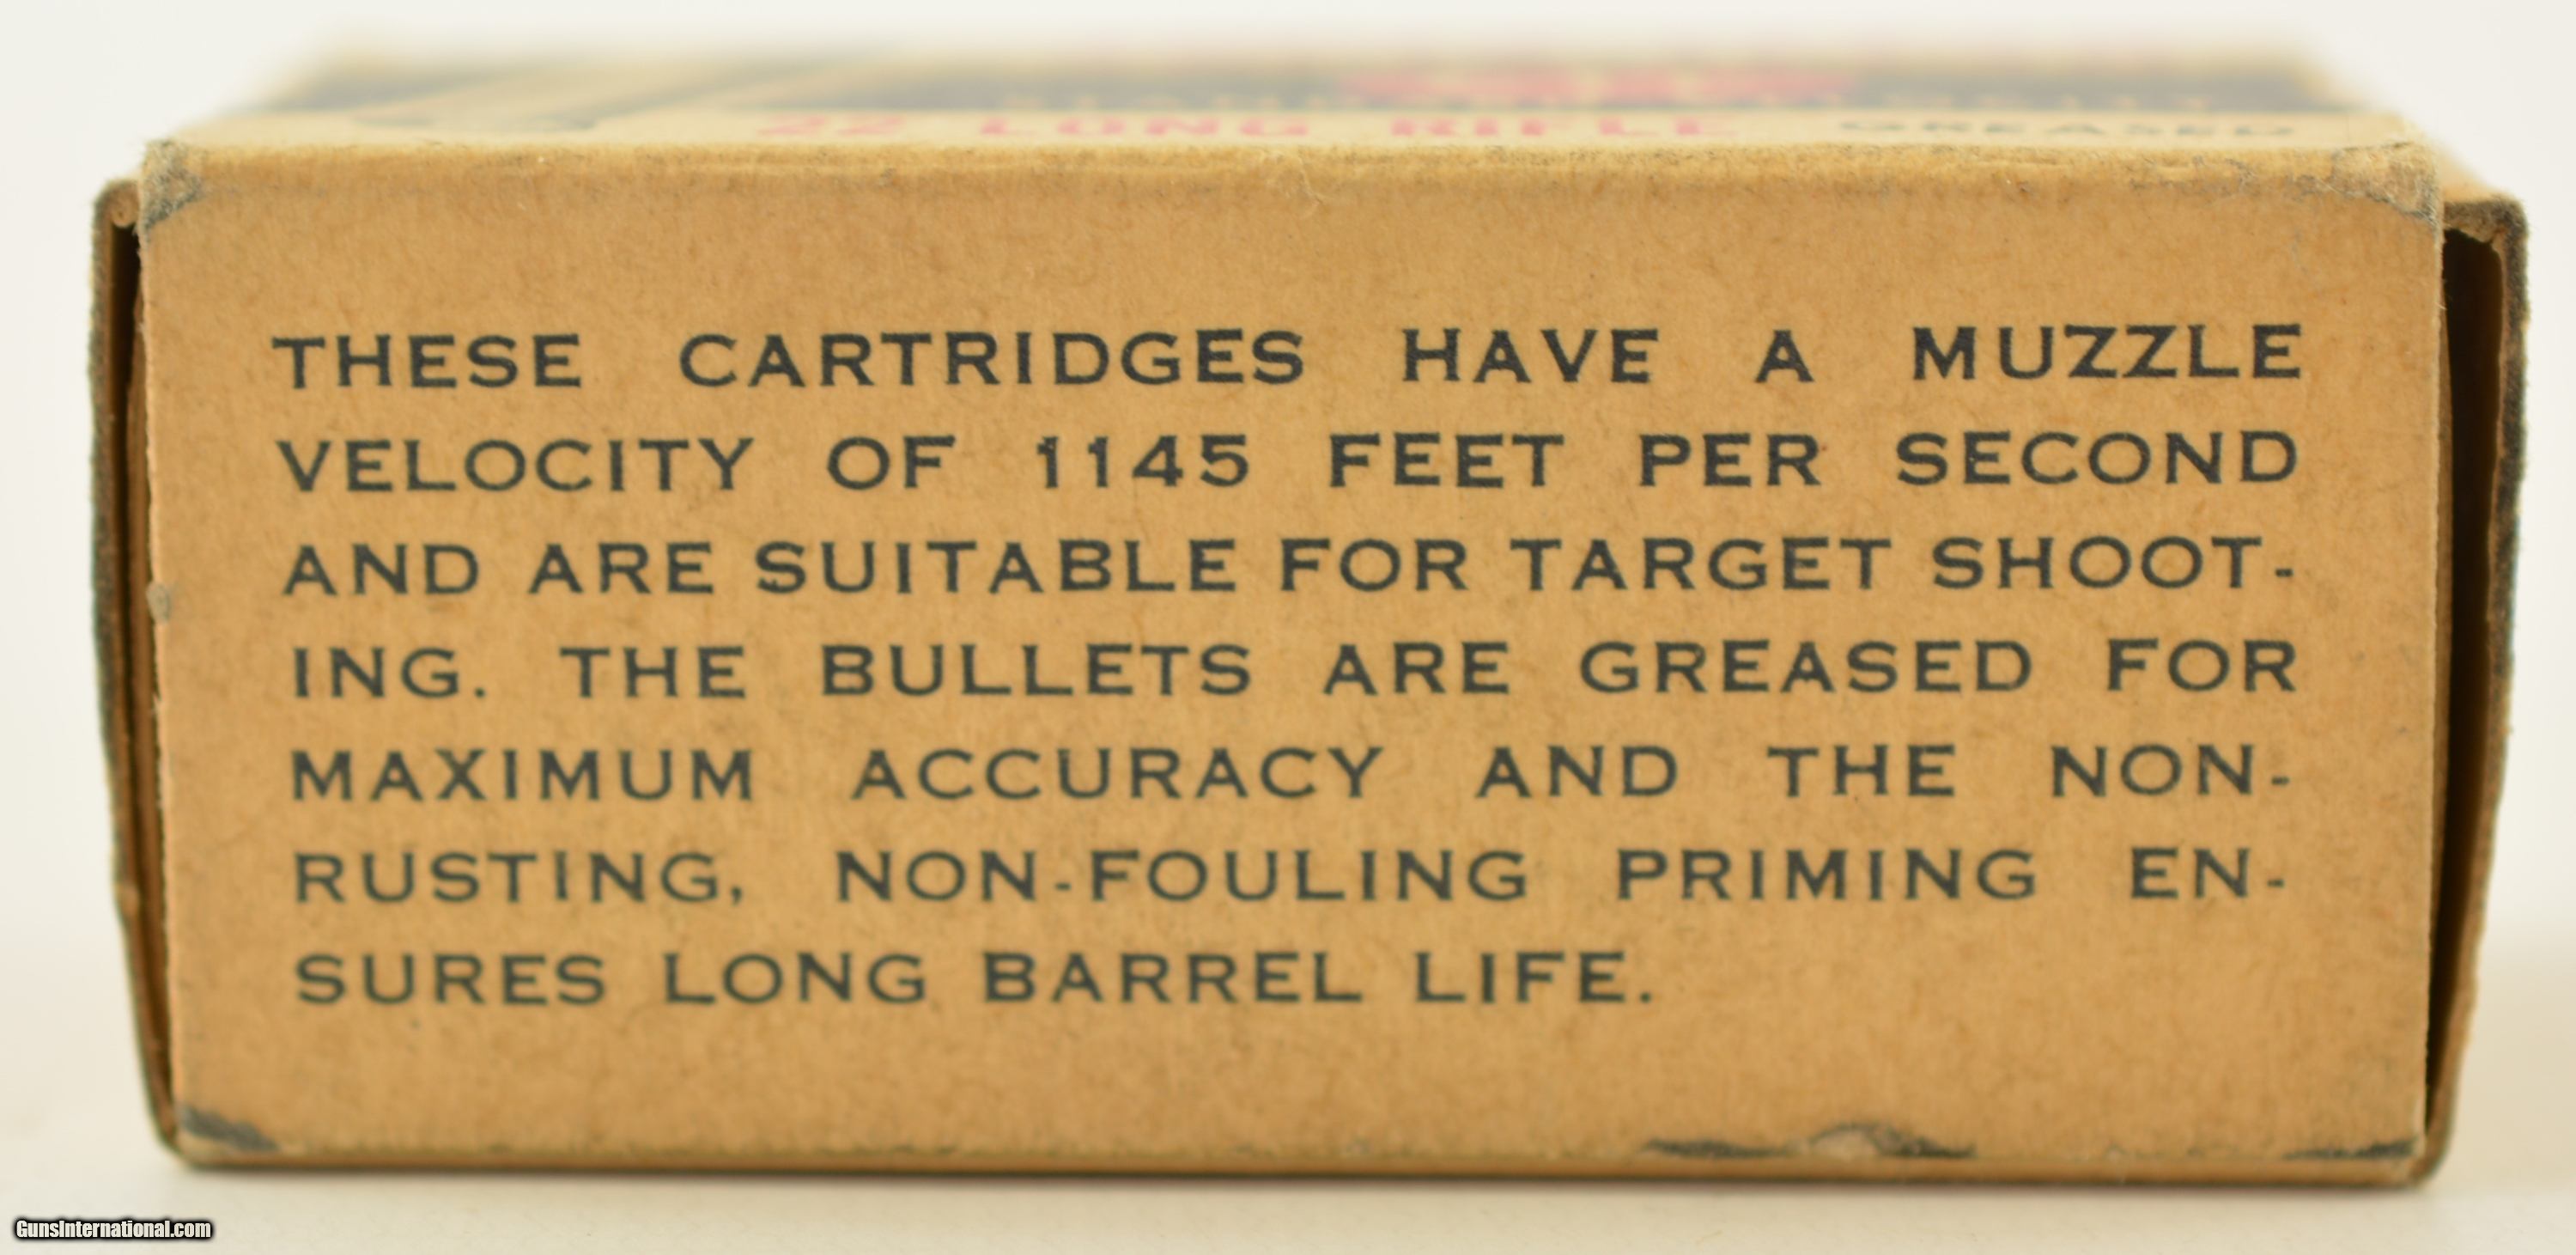 22 LONG RIFLE GREASED
THESE CARTRIDGES HAVE A MUZZLE
VELOCITY OF 1145 FEET PER SECOND
AND ARE SUITABLE FOR TARGET SHOOT-
ING. THE BULLETS ARE GREASED FOR
MAXIMUM ACCURACY AND THE NON-
RUSTING, NON-FOULING PRIMING EN-
SURES LONG BARREL LIFE.
GunsInternational.com